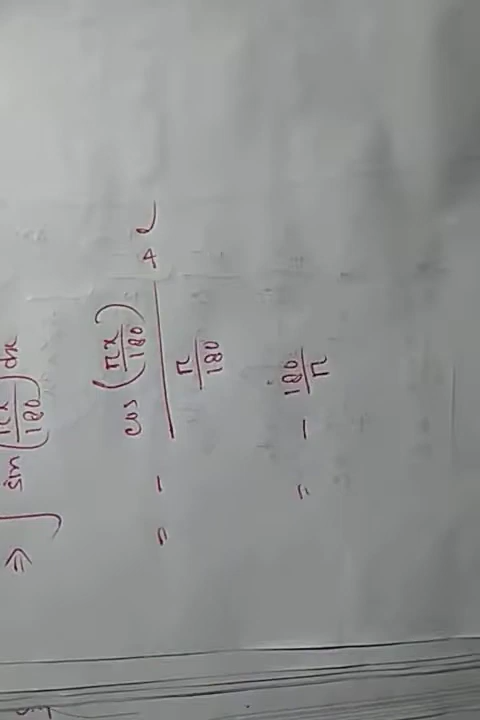 ⇒ ∫ sin(πx/180) dx
= - cos(πx/180) / (π/180) + c
= - 180/π